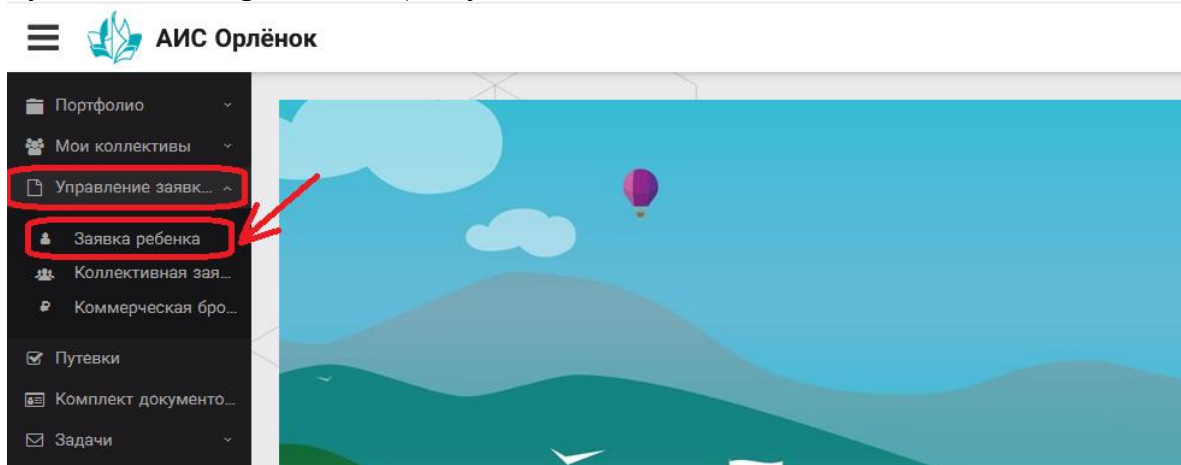 АИС Орлёнок
Портфолио
Мои коллективы
Управление заявк...
Заявка ребенка
Коллективная зая...
Коммерческая бро...
Путевки
Комплект документо...
Задачи